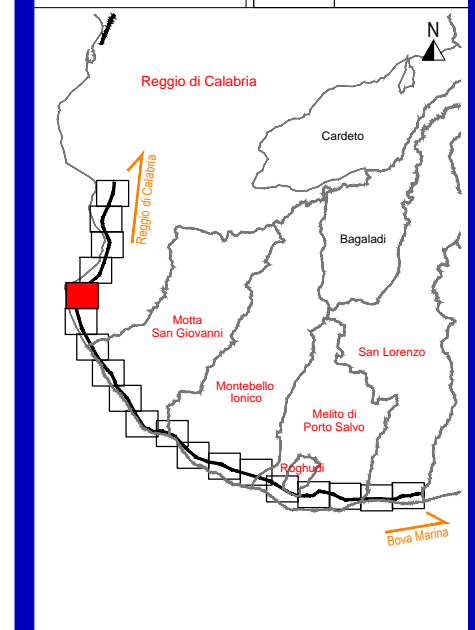 N
Reggio di Calabria
Cardeto
Reggio di Calabria
Bagaladi
Motta
San Giovanni
San Lorenzo
Montebello
Ionico
Melito di
Porto Salvo
Roghudi
Bova Marina